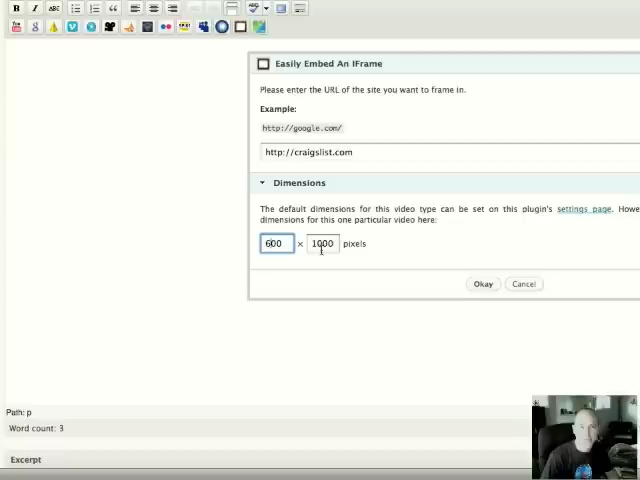 B I ABC
Easily Embed An IFrame
Please enter the URL of the site you want to frame in.
Example:
http://google.com/
http://craigslist.com
Dimensions
The default dimensions for this video type can be set on this plugin's settings page. Howe
dimensions for this one particular video here:
600 × 1000 pixels
Okay Cancel
Path: p
Word count: 3
Excerpt